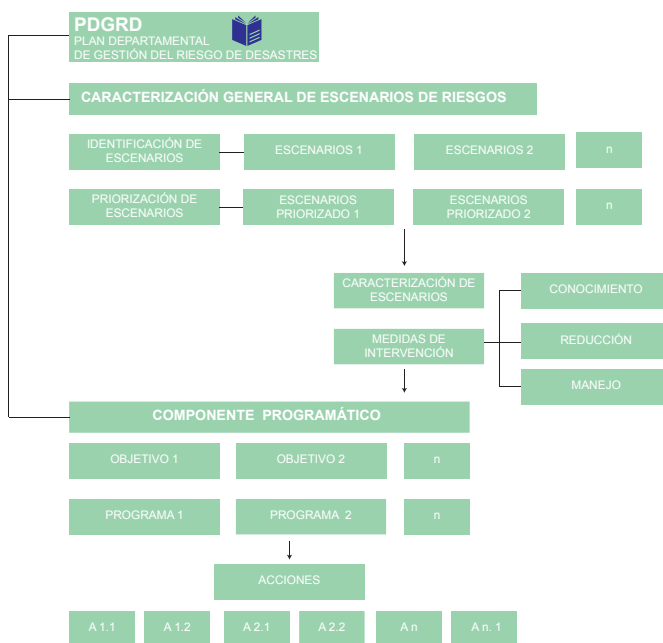 PDGRD
PLAN DEPARTAMENTAL
DE GESTIÓN DEL RIESGO DE DESASTRES
CARACTERIZACIÓN GENERAL DE ESCENARIOS DE RIESGOS
IDENTIFICACIÓN DE
ESCENARIOS
ESCENARIOS 1
ESCENARIOS 2
n
PRIORIZACIÓN DE
ESCENARIOS
ESCENARIOS
PRIORIZADO 1
ESCENARIOS
PRIORIZADO 2
n
CARACTERIZACIÓN DE
ESCENARIOS
MEDIDAS DE
INTERVENCIÓN
CONOCIMIENTO
REDUCCIÓN
MANEJO
COMPONENTE PROGRAMÁTICO
OBJETIVO 1
OBJETIVO 2
n
PROGRAMA 1
PROGRAMA 2
n
ACCIONES
A 1.1
A 1.2
A 2.1
A 2.2
A n
A n. 1